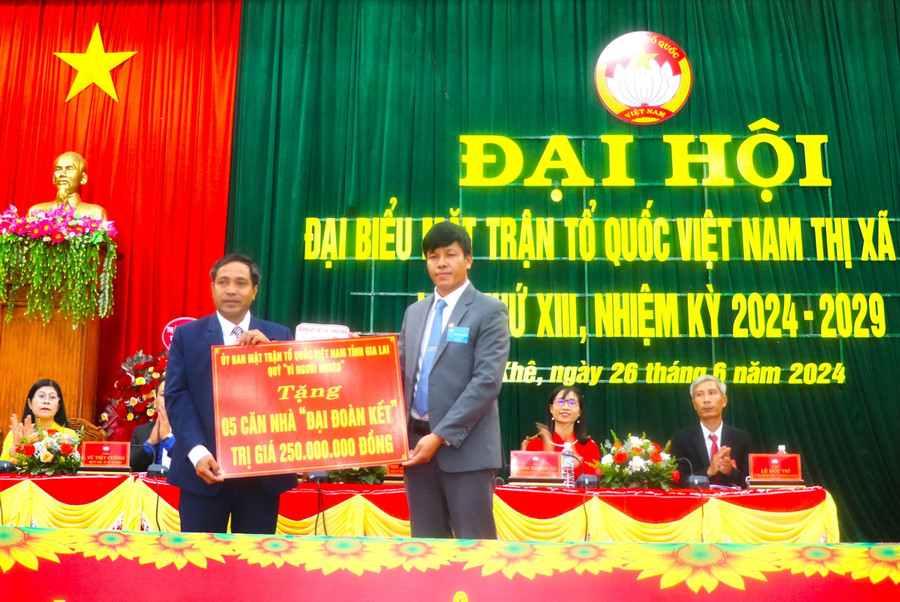 TỔ QUỐC
VIỆT NAM
ĐẠI HỘI
ĐẠI BIỂU MẶT TRẬN TỔ QUỐC VIỆT NAM THỊ XÃ
XIII, NHIỆM KỲ 2024 - 2029
Khê, ngày 26 tháng 6 năm 2024
ỦY BAN MẶT TRẬN TỔ QUỐC VIỆT NAM TỈNH GIA LAI
QUỸ "VÌ NGƯỜI NGHÈO"
Tặng
05 CĂN NHÀ "ĐẠI ĐOÀN KẾT"
TRỊ GIÁ 250.000.000 ĐỒNG
VŨ VIẾT CƯỜNG
LÊ HỮU TRÍ